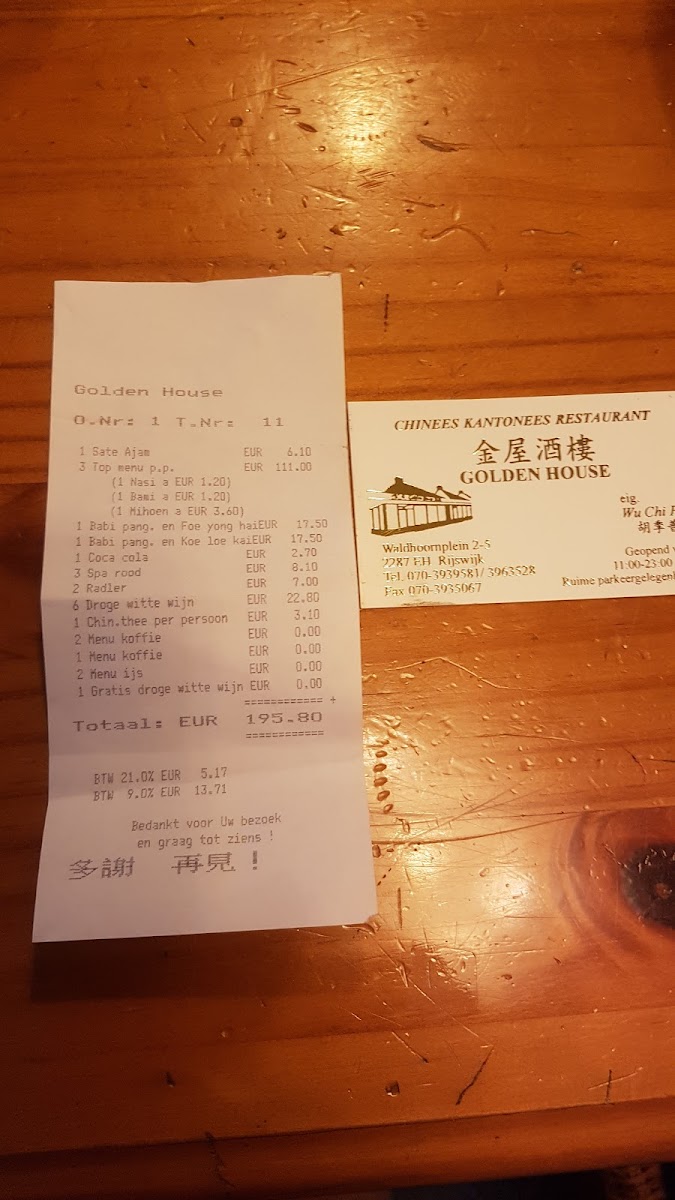 Golden House
O.Nr: 1 T.Nr: 11
1 Sate Ajam EUR 6.10
3 Top menu p.p. EUR 111.00
(1 Nasi a EUR 1.20)
(1 Bami a EUR 1.20)
(1 Mihoen a EUR 3.60)
1 Babi pang. en Foe yong haiEUR 17.50
1 Babi pang. en Koe loe kaiEUR 17.50
1 Coca cola EUR 2.70
3 Spa rood EUR 8.10
2 Radler EUR 7.00
6 Droge witte wijn EUR 22.80
1 Chin.thee per persoon EUR 3.10
2 Menu koffie EUR 0.00
1 Menu koffie EUR 0.00
2 Menu ijs EUR 0.00
1 Gratis droge witte wijn EUR 0.00
============ +
Totaal: EUR 195.80
============
BTW 21.0% EUR 5.17
BTW 9.0% EUR 13.71
Bedankt voor Uw bezoek
en graag tot ziens !
多謝 再見!
CHINEES KANTONEES RESTAURANT
金屋酒樓
GOLDEN HOUSE
eig.
Wu Chi
胡李
Waldhoornplein 2-5
2287 EH Rijswijk
Tel. 070-3939581/ 3963528
Fax 070-3935067
Geopend
11:00-23:00
Ruime